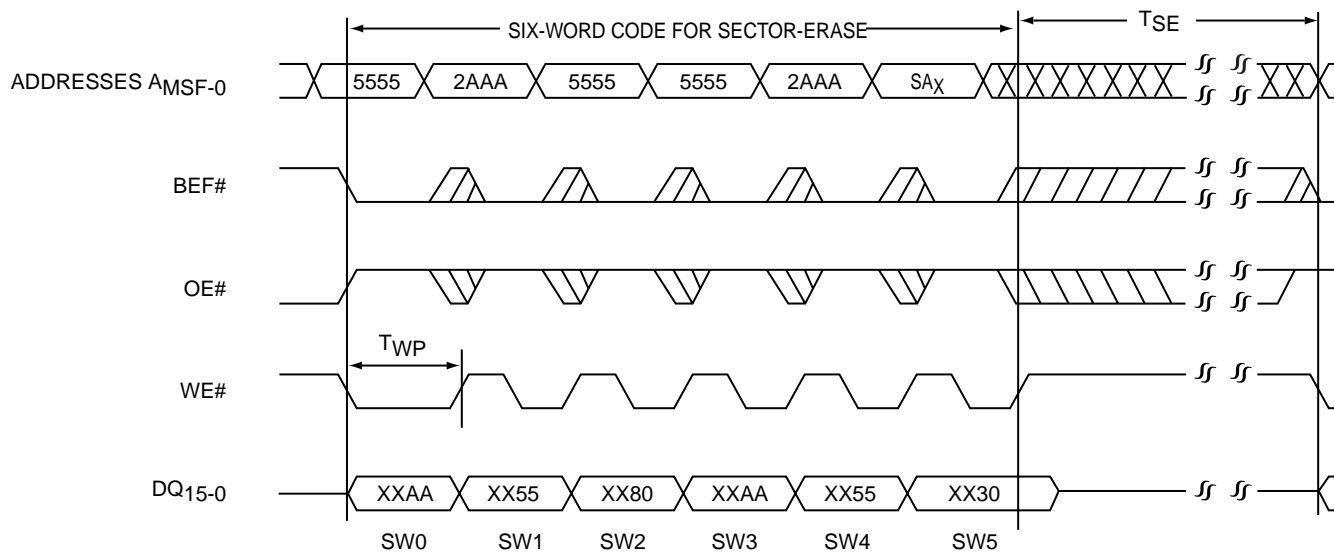 SIX-WORD CODE FOR SECTOR-ERASE TSE
ADDRESSES AMSF-0 5555 2AAA 5555 5555 2AAA SAX
BEF#
OE#
TWP
WE#
DQ15-0 XXAA XX55 XX80 XXAA XX55 XX30
SW0 SW1 SW2 SW3 SW4 SW5